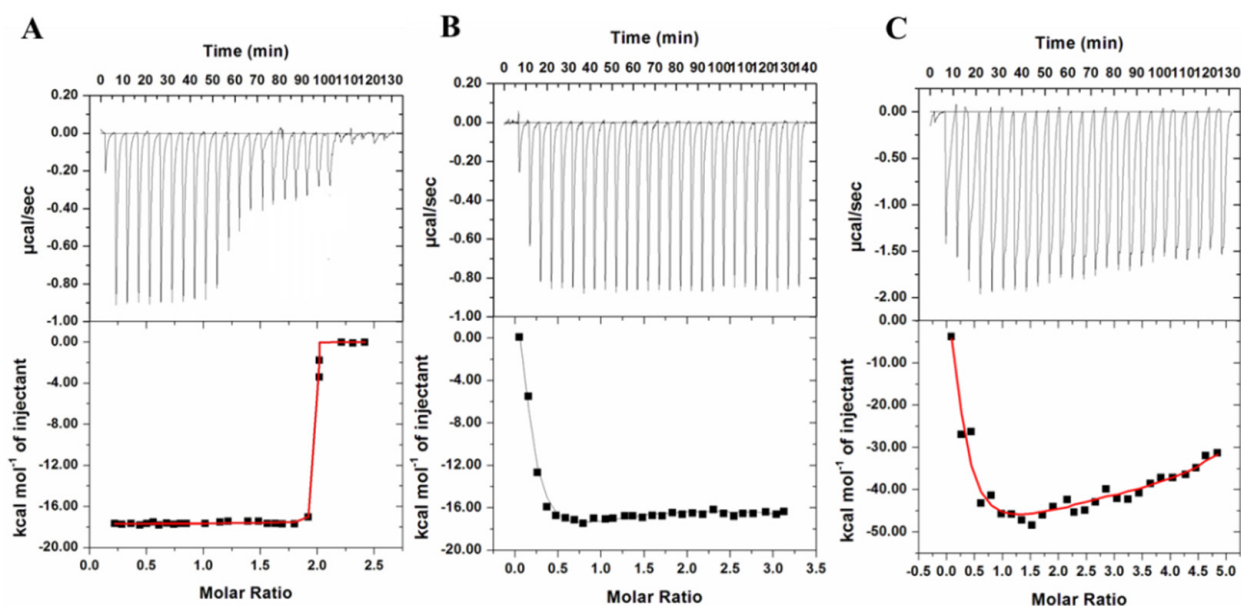 A
Time (min)
0 10 20 30 40 50 60 70 80 90 100110 120 130
0.20
0.00
-0.20
-0.40
-0.60
-0.80
-1.00
µcal/sec
0.00
-4.00
-8.00
-12.00
-16.00
-20.00
kcal mol⁻¹ of injectant
0.0 0.5 1.0 1.5 2.0 2.5
Molar Ratio
B
Time (min)
0 10 20 30 40 50 60 70 80 90 100110120130 140
0.20
0.00
-0.20
-0.40
-0.60
-0.80
-1.00
µcal/sec
0.00
-4.00
-8.00
-12.00
-16.00
-20.00
kcal mol⁻¹ of injectant
0.0 0.5 1.0 1.5 2.0 2.5 3.0 3.5
Molar Ratio
C
Time (min)
0 10 20 30 40 50 60 70 80 90 100110 120 130
0.00
-0.50
-1.00
-1.50
-2.00
µcal/sec
0.00
-10.00
-20.00
-30.00
-40.00
-50.00
kcal mol⁻¹ of injectant
-0.5 0.0 0.5 1.0 1.5 2.0 2.5 3.0 3.5 4.0 4.5 5.0
Molar Ratio